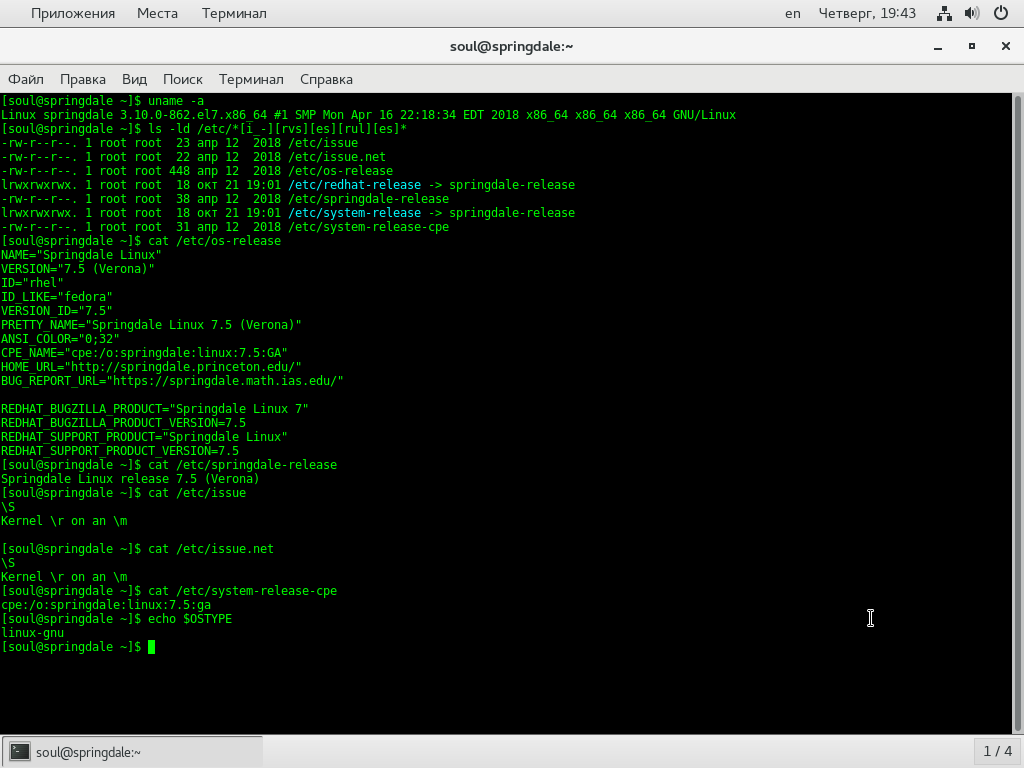 Приложения Места Терминал en Четверг, 19:43
soul@springdale:~
Файл Правка Вид Поиск Терминал Справка
[soul@springdale ~]$ uname -a
Linux springdale 3.10.0-862.el7.x86_64 #1 SMP Mon Apr 16 22:18:34 EDT 2018 x86_64 x86_64 x86_64 GNU/Linux
[soul@springdale ~]$ ls -ld /etc/*[i_-][rvs][es][rul][es]*
-rw-r--r--. 1 root root  23 апр 12  2018 /etc/issue
-rw-r--r--. 1 root root  22 апр 12  2018 /etc/issue.net
-rw-r--r--. 1 root root 448 апр 12  2018 /etc/os-release
lrwxrwxrwx. 1 root root  18 окт 21 19:01 /etc/redhat-release -> springdale-release
-rw-r--r--. 1 root root  38 апр 12  2018 /etc/springdale-release
lrwxrwxrwx. 1 root root  18 окт 21 19:01 /etc/system-release -> springdale-release
-rw-r--r--. 1 root root  31 апр 12  2018 /etc/system-release-cpe
[soul@springdale ~]$ cat /etc/os-release
NAME="Springdale Linux"
VERSION="7.5 (Verona)"
ID="rhel"
ID_LIKE="fedora"
VERSION_ID="7.5"
PRETTY_NAME="Springdale Linux 7.5 (Verona)"
ANSI_COLOR="0;32"
CPE_NAME="cpe:/o:springdale:linux:7.5:GA"
HOME_URL="http://springdale.princeton.edu/"
BUG_REPORT_URL="https://springdale.math.ias.edu/"

REDHAT_BUGZILLA_PRODUCT="Springdale Linux 7"
REDHAT_BUGZILLA_PRODUCT_VERSION=7.5
REDHAT_SUPPORT_PRODUCT="Springdale Linux"
REDHAT_SUPPORT_PRODUCT_VERSION=7.5
[soul@springdale ~]$ cat /etc/springdale-release
Springdale Linux release 7.5 (Verona)
[soul@springdale ~]$ cat /etc/issue
\S
Kernel \r on an \m

[soul@springdale ~]$ cat /etc/issue.net
\S
Kernel \r on an \m
[soul@springdale ~]$ cat /etc/system-release-cpe
cpe:/o:springdale:linux:7.5:ga
[soul@springdale ~]$ echo $OSTYPE
linux-gnu
[soul@springdale ~]$
soul@springdale:~ 1 / 4